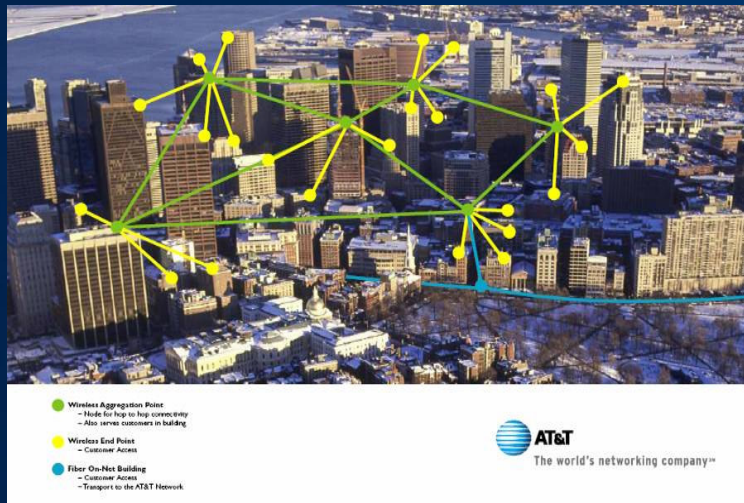 Wireless Aggregation Point
– Node for hop to hop connectivity
– Also serves customers in building
Wireless End Point
– Customer Access
Fiber On-Net Building
– Customer Access
– Transport to the AT&T Network
AT&T
The world's networking company℠